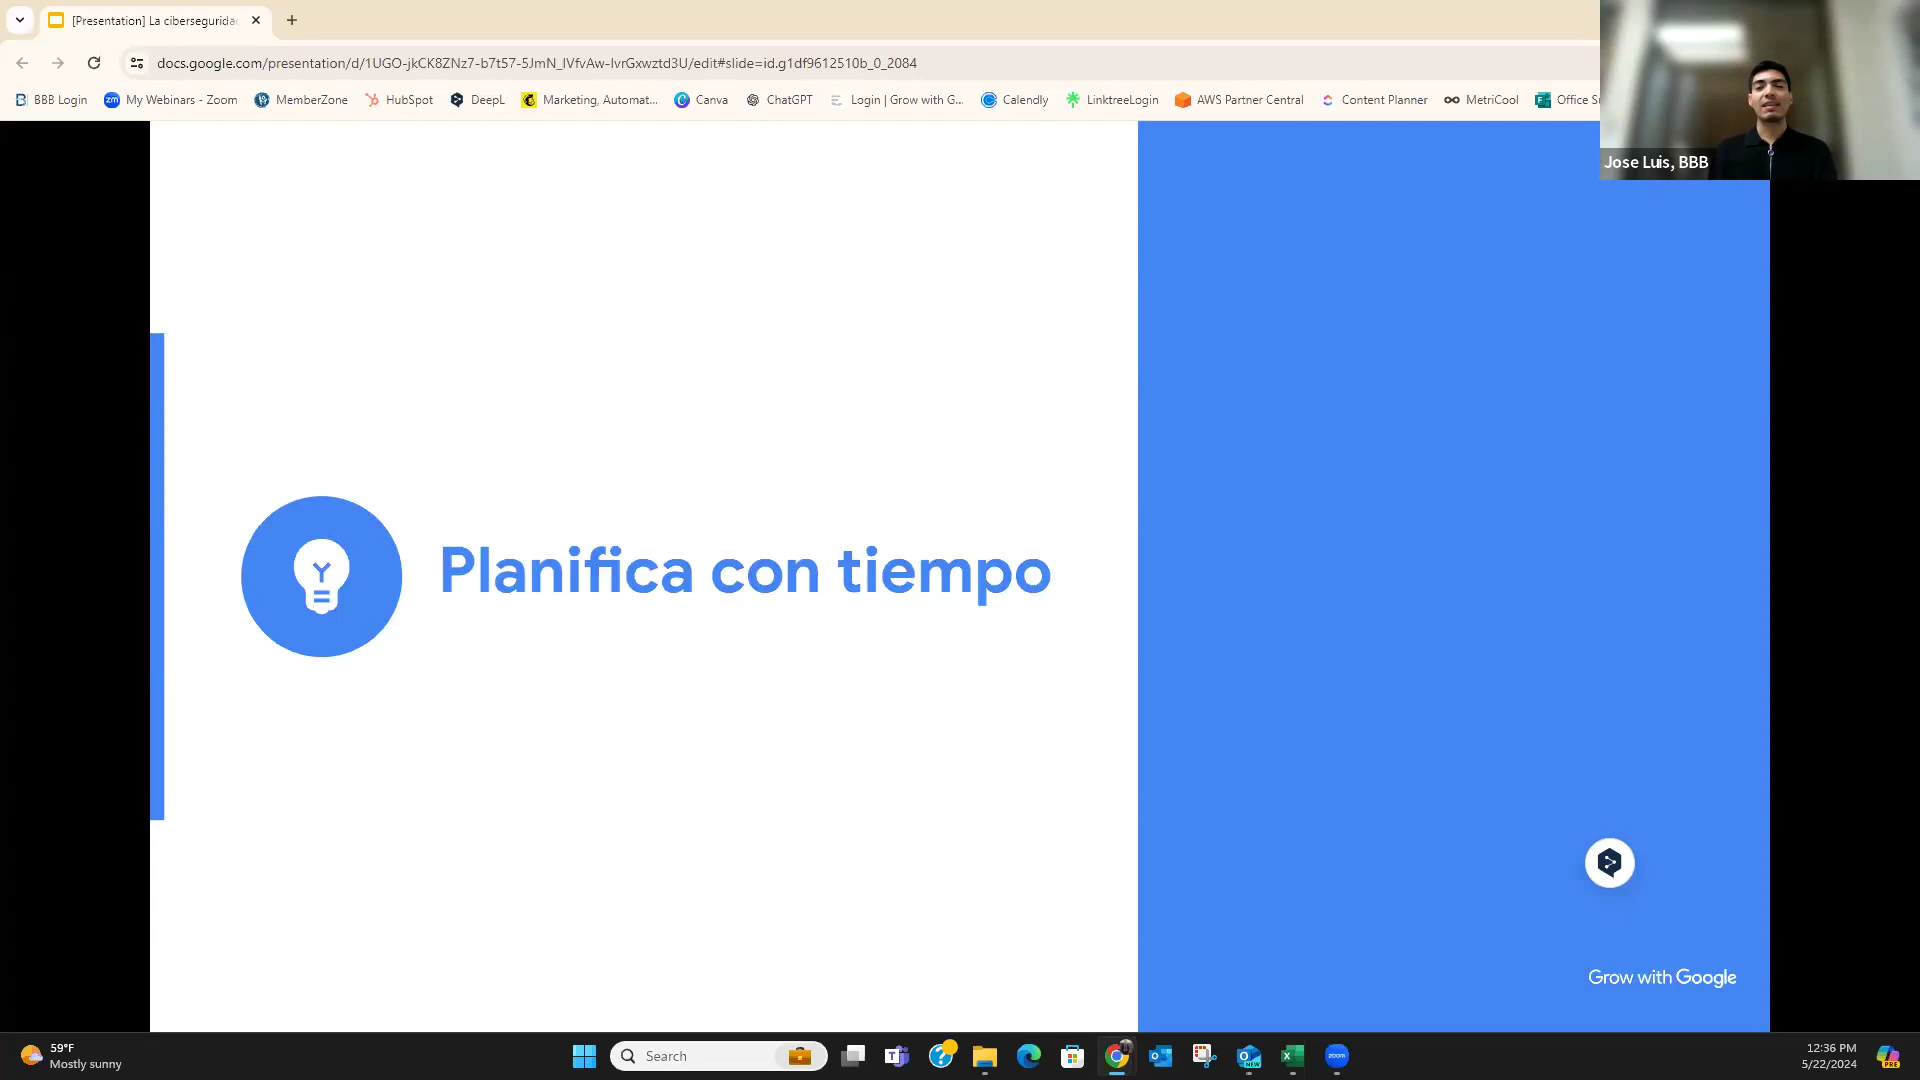 [Presentation] La ciberseguridad
docs.google.com/presentation/d/1UGO-jkCK8ZNz7-b7t57-5JmN_IVfvAw-IvrGxwztd3U/edit#slide=id.g1df9612510b_0_2084
BBB Login
My Webinars - Zoom
MemberZone
HubSpot
DeepL
Marketing, Automat...
Canva
ChatGPT
Login | Grow with G...
Calendly
LinktreeLogin
AWS Partner Central
Content Planner
MetriCool
Office
Jose Luis, BBB
Planifica con tiempo
Grow with Google
59°F
Mostly sunny
Search
12:36 PM
5/22/2024